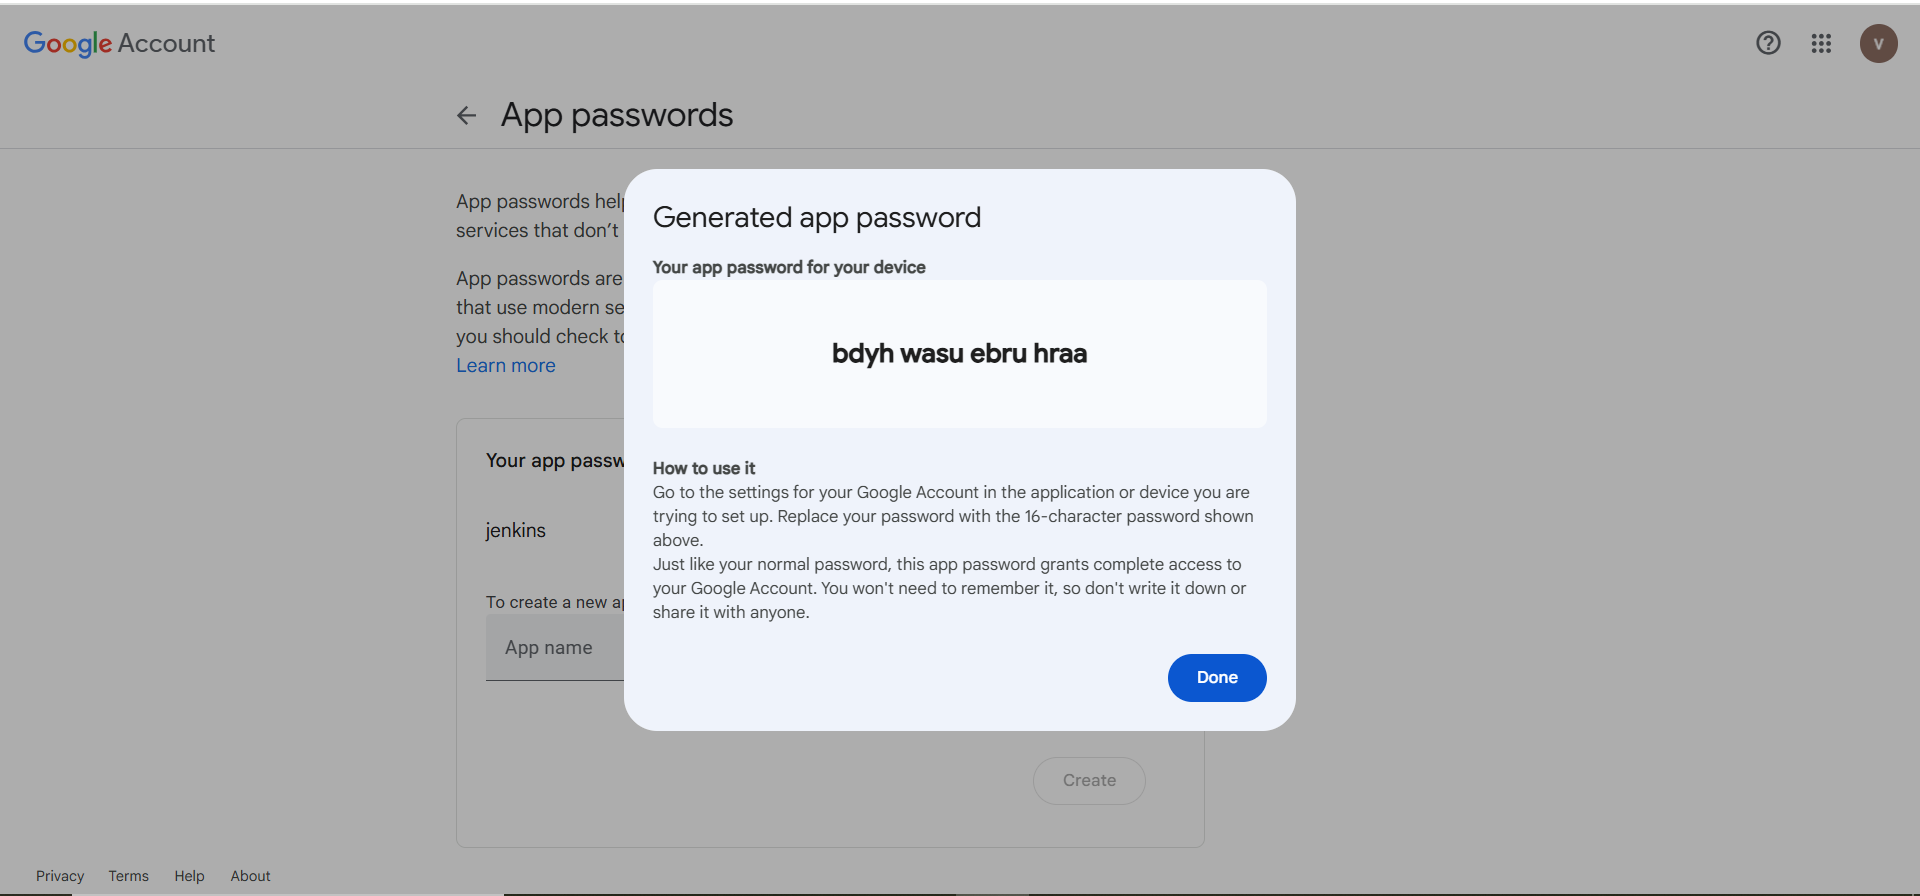 Google Account
V
App passwords
App passwords help
services that don't
App passwords are
that use modern se
you should check to
Learn more
Your app passw
jenkins
To create a new ap
App name
Create
Generated app password
Your app password for your device
bdyh wasu ebru hraa
How to use it
Go to the settings for your Google Account in the application or device you are
trying to set up. Replace your password with the 16-character password shown
above.
Just like your normal password, this app password grants complete access to
your Google Account. You won't need to remember it, so don't write it down or
share it with anyone.
Done
Privacy Terms Help About